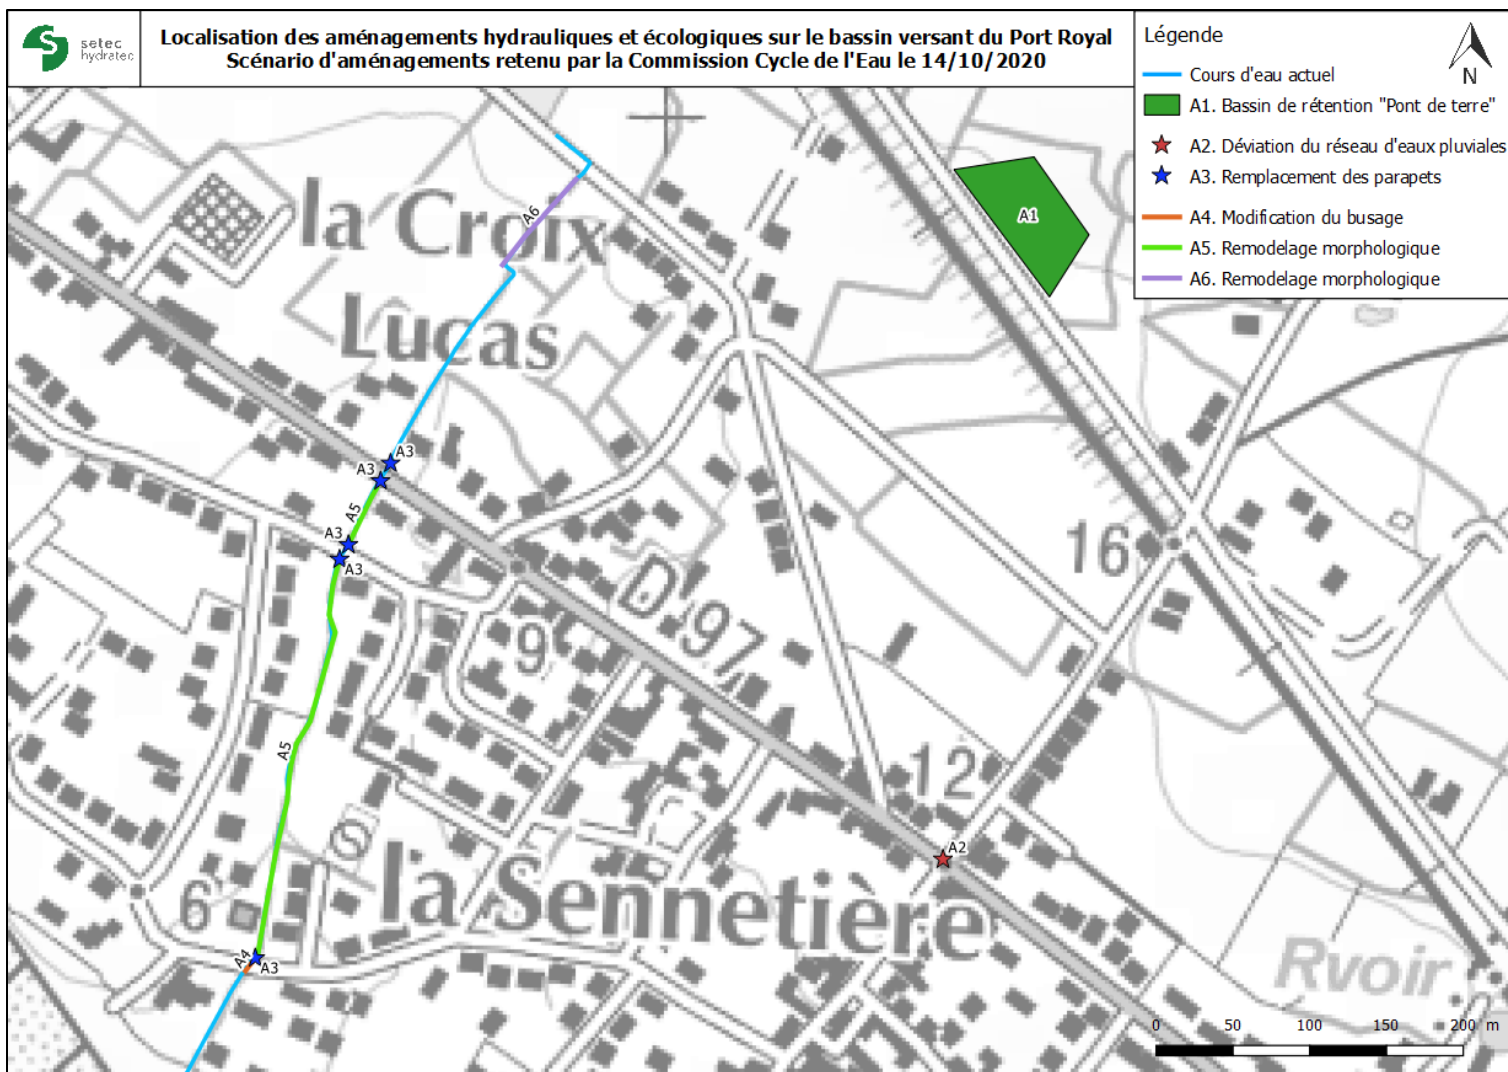 setec
hydratec
Localisation des aménagements hydrauliques et écologiques sur le bassin versant du Port Royal
Scénario d'aménagements retenu par la Commission Cycle de l'Eau le 14/10/2020
Légende
Cours d'eau actuel
A1. Bassin de rétention "Pont de terre"
A2. Déviation du réseau d'eaux pluviales
A3. Remplacement des parapets
A4. Modification du busage
A5. Remodelage morphologique
A6. Remodelage morphologique
N
A1
A6
la Croix
Lucas
A3
A3
A5
A3
A3
16
D 97
9
A5
12
A2
la Sennetière
6
A4
A3
Rvoir
0 50 100 150 200 m